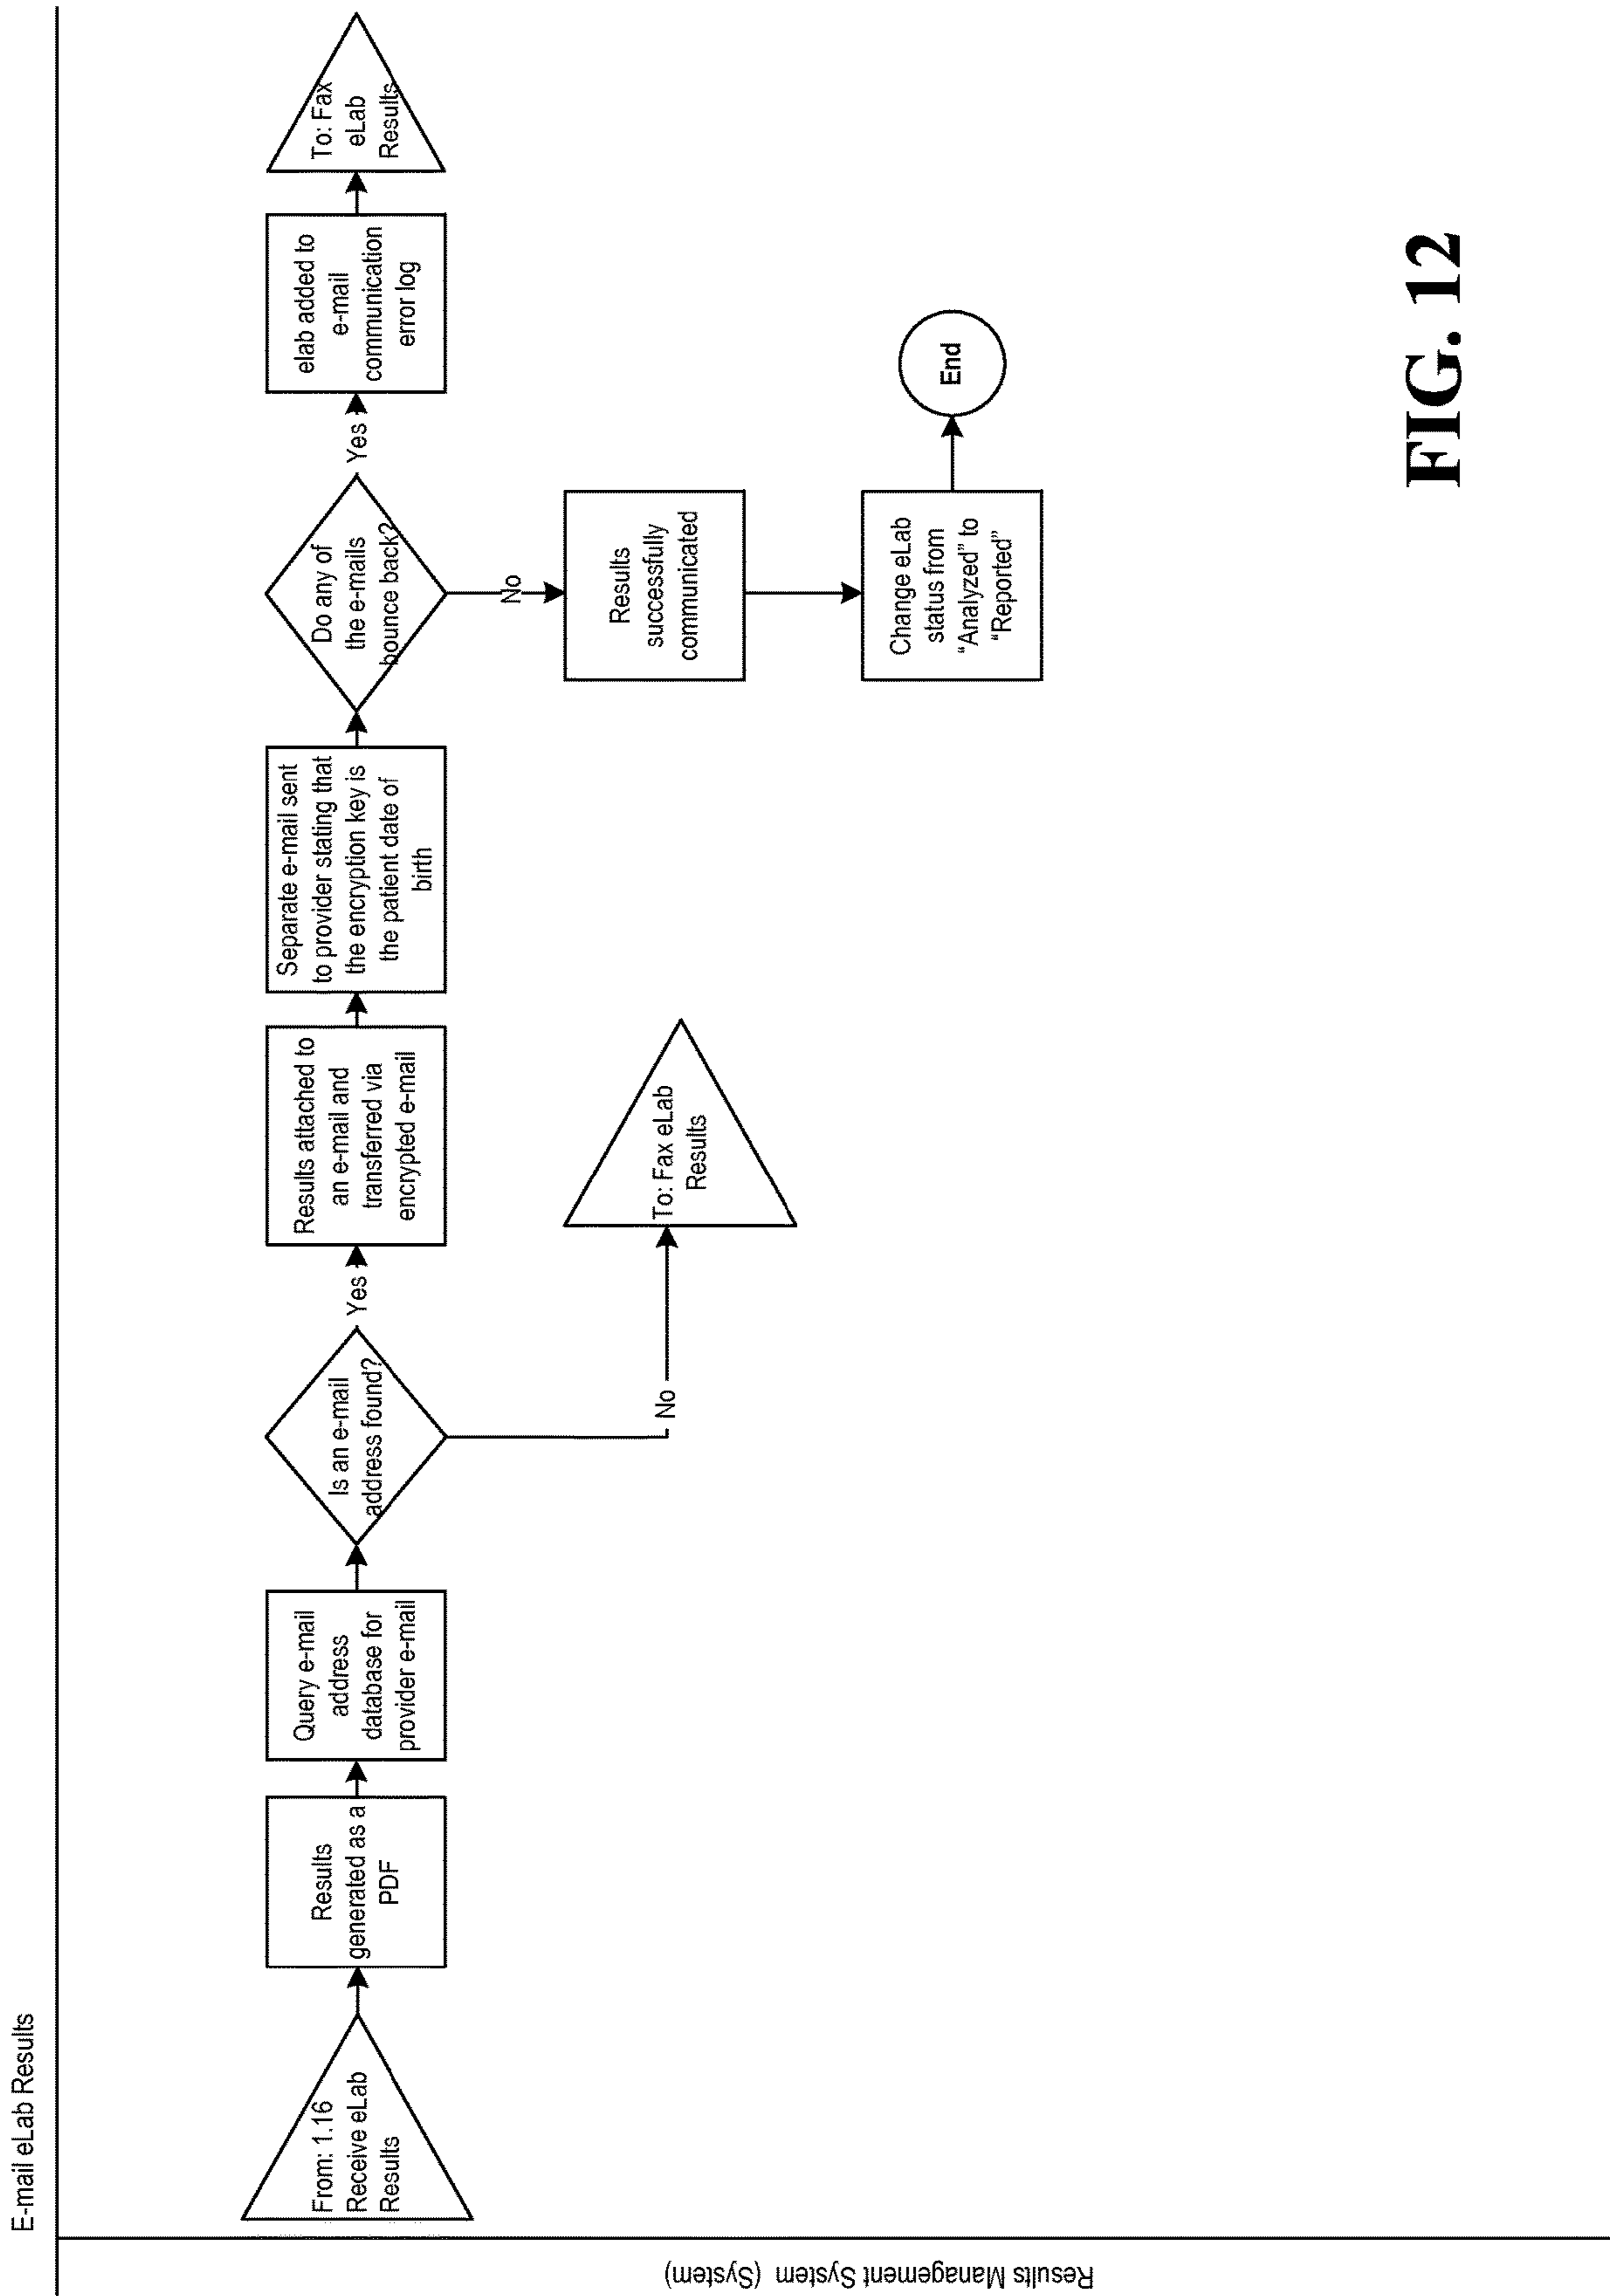 E-mail eLab Results
Results Management System (System)
From: 1.16
Receive eLab
Results
Results
generated as a
PDF
Query e-mail
address
database for
provider e-mail
Is an e-mail
address found?
Yes
No
Results attached to
an e-mail and
transferred via
encrypted e-mail
To: Fax eLab
Results
Separate e-mail sent
to provider stating that
the encryption key is
the patient date of
birth
Do any of
the e-mails
bounce back?
Yes
No
elab added to
e-mail
communication
error log
To: Fax
eLab
Results
Results
successfully
communicated
Change eLab
status from
“Analyzed” to
“Reported”
End
FIG. 12